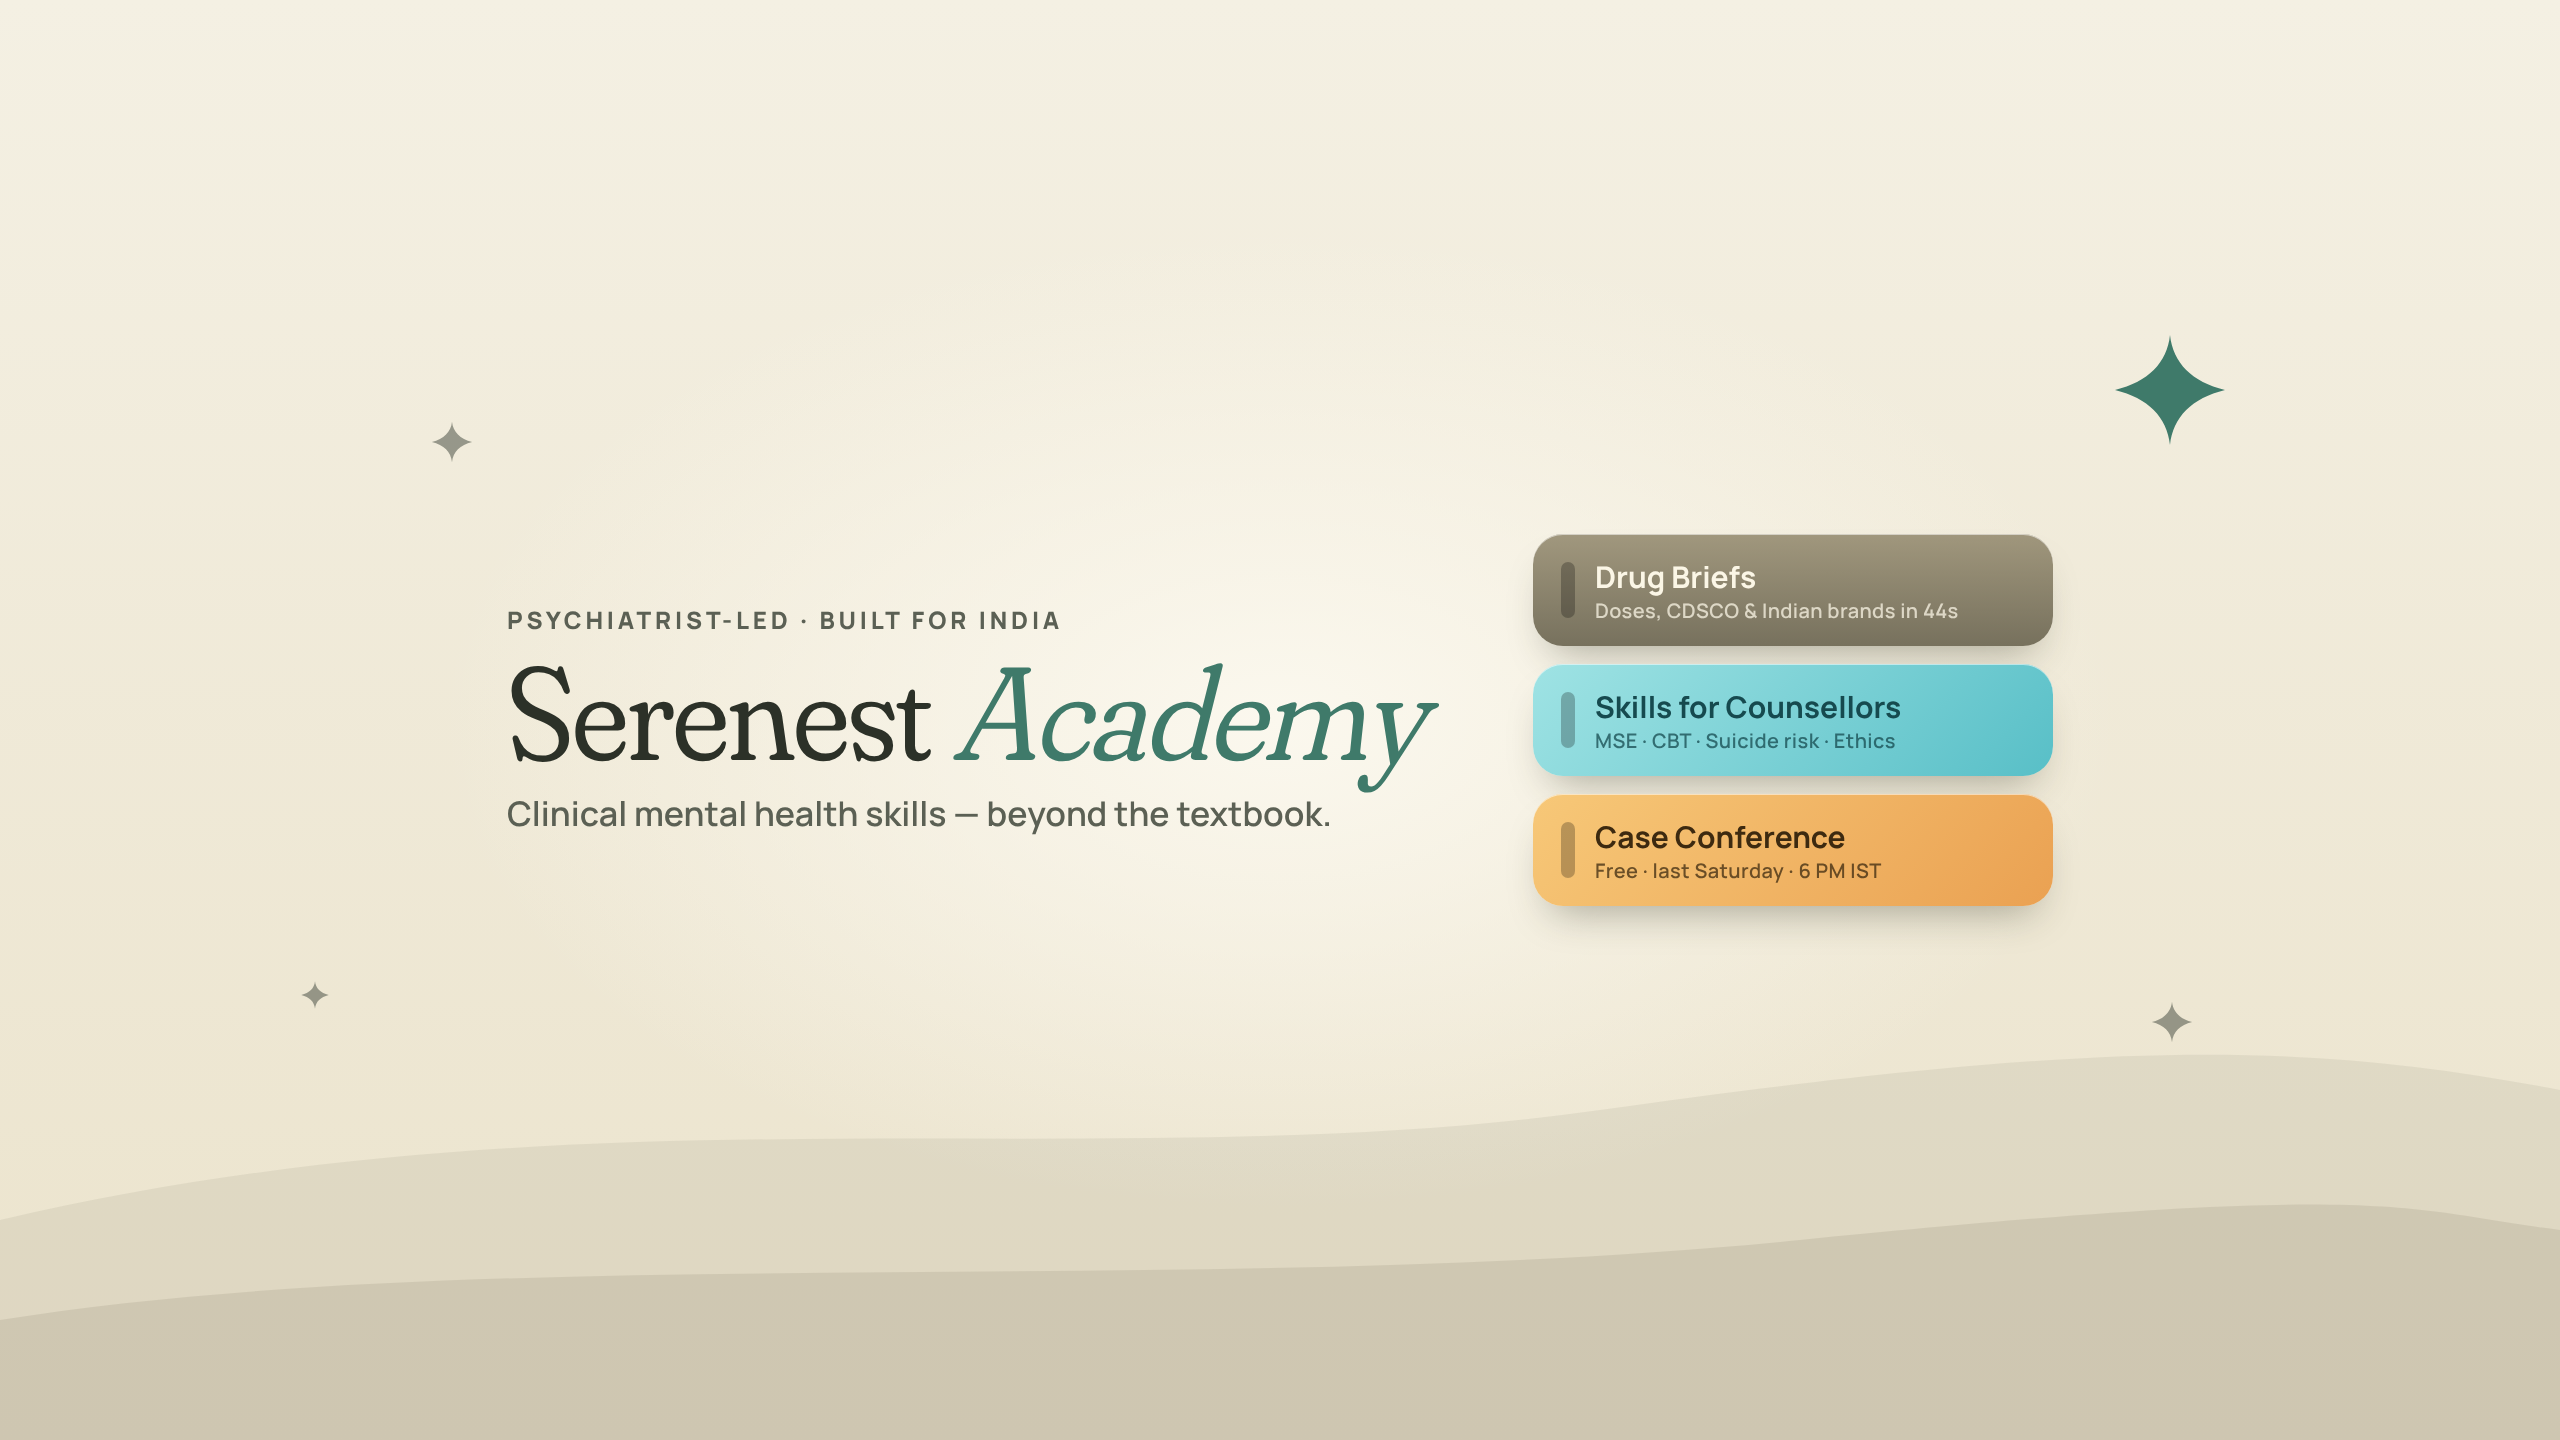 PSYCHIATRIST-LED · BUILT FOR INDIA
Serenest Academy
Clinical mental health skills — beyond the textbook.
Drug Briefs
Doses, CDSCO & Indian brands in 44s
Skills for Counsellors
MSE · CBT · Suicide risk · Ethics
Case Conference
Free · last Saturday · 6 PM IST